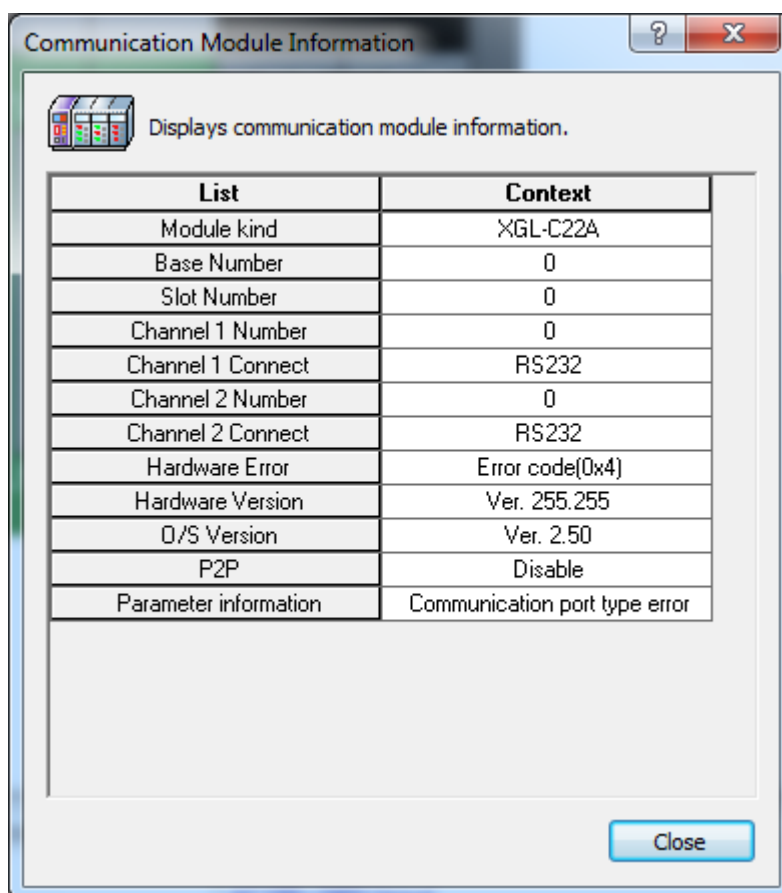 Communication Module Information
Displays communication module information.
List Context
Module kind XGL-C22A
Base Number 0
Slot Number 0
Channel 1 Number 0
Channel 1 Connect RS232
Channel 2 Number 0
Channel 2 Connect RS232
Hardware Error Error code(0x4)
Hardware Version Ver. 255.255
O/S Version Ver. 2.50
P2P Disable
Parameter information Communication port type error
Close